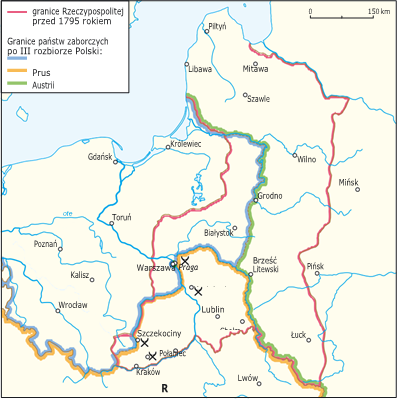 granice Rzeczypospolitej
przed 1795 rokiem
Granice państw zaborczych
po III rozbiorze Polski:
Prus
Austrii
0 150 km
Piltyń
Libawa
Mitawa
Szawle
Królewiec
Gdańsk
Wilno
Mińsk
Grodno
Toruń
Białystok
Poznań
Warszawa
Praga
Brześć
Litewski
Pińsk
Kalisz
Wrocław
Lublin
Szczekociny
Łuck
Połaniec
Kraków
Lwów
R